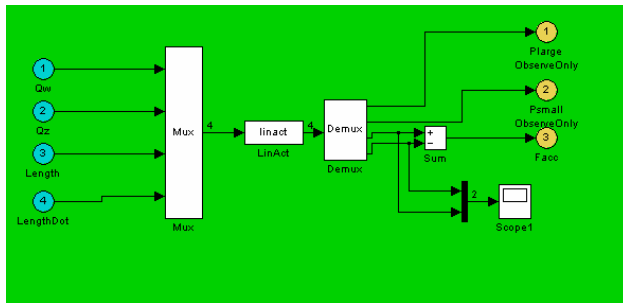 1
Plarge
ObserveOnly
1
Qw
2
Qz
3
Length
4
LengthDot
Mux
Mux
4
linact
LinAct
4
Demux
Demux
2
Psmall
ObserveOnly
+
−
Sum
3
Facc
2
Scope1